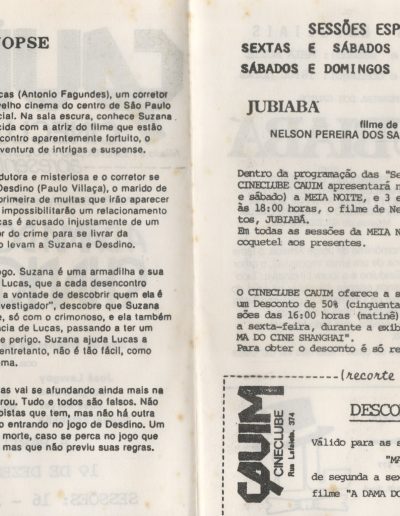 NOPSE
cas (Antonio Fagundes), um corretor
velho cinema do centro de São Paulo
cial. Na sala escura, conhece Suzana
cida com a atriz do filme que estão
contro aparentemente fortuito, o
ventura de intrigas e suspense.
dutora e misteriosa e o corretor se
Desdino (Paulo Villaça), o marido de
primeira de muitas que irão aparecer
impossibilitarão um relacionamento
cas é acusado injustamente de um
or do crime para se livrar da
o levam a Suzana e Desdino.
ogo. Suzana é uma armadilha e sua
Lucas, que a cada desencontro
a vontade de descobrir quem ela é
vestigador", descobre que Suzana
e, só com o crimonoso, e ela também
ncia de Lucas, passando a ter um
e perigo. Suzana ajuda Lucas a
entretanto, não é tão fácil, como
ma.
as vai se afundando ainda mais na
rou. Tudo e todos são falsos. Não
pistas que tem, mas não há outra
o entrando no jogo de Desdino. Um
morte, caso se perca no jogo que
mas que não previu suas regras.
SESSÕES ESP
SEXTAS E SÁBADOS
SÁBADOS E DOMINGOS
JUBIABÁ
filme de
NELSON PEREIRA DOS SA
Dentro da programação das "Se
CINECLUBE CAUIM apresentará n
e sábado) a MEIA NOITE, e 3 e
às 18:00 horas, o filme de Ne
tos, JUBIABÁ.
Em todas as sessões da MEIA N
coquetel aos presentes.
O CINECLUBE CAUIM oferece a s
um Desconto de 50% (cinquenta
sões das 16:00 horas (matinê)
a sexta-feira, durante a exib
MA DO CINE SHANGHAI".
Para obter o desconto é só re
(recorte
CAUIM
CINECLUBE
Rua Lafaiete, 374
DESCO
Válido para as s
"MA
de segunda a sex
filme "A DAMA DO